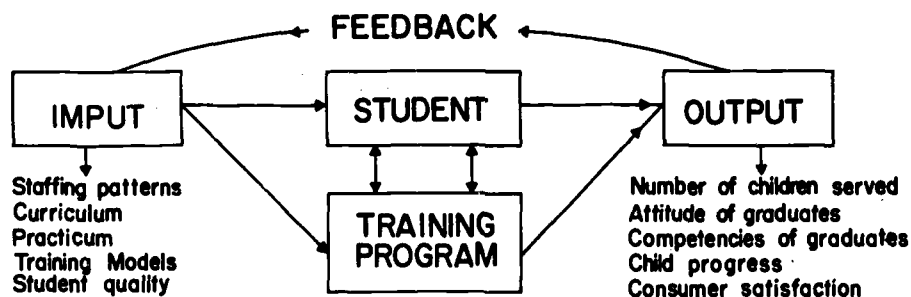 FEEDBACK
IMPUT
STUDENT
OUTPUT
Staffing patterns
Curriculum
Practicum
Training Models
Student quality
TRAINING
PROGRAM
Number of children served
Attitude of graduates
Competencies of graduates
Child progress
Consumer satisfaction